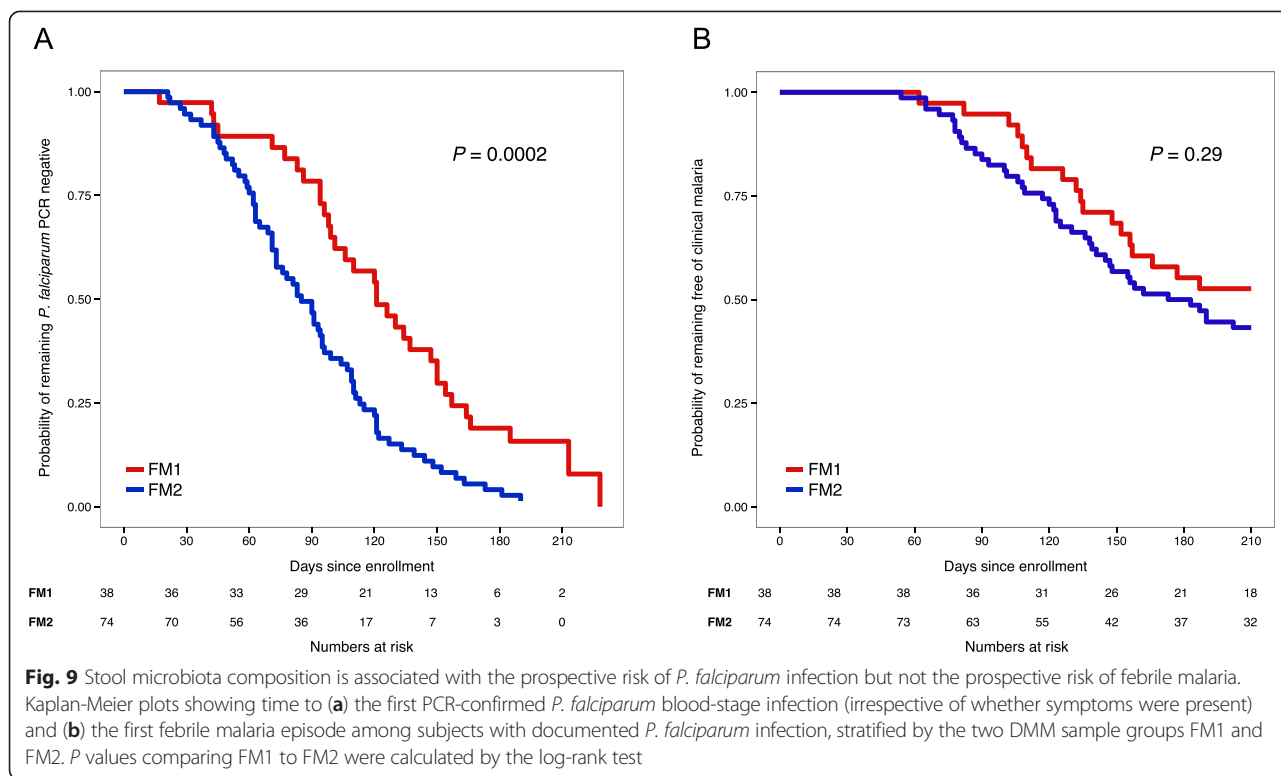 A
B
Probability of remaining P. falciparum PCR negative
1.00
0.75
0.50
0.25
0.00
P = 0.0002
FM1
FM2
0 30 60 90 120 150 180 210
Days since enrollment
FM1 38 36 33 29 21 13 6 2
FM2 74 70 56 36 17 7 3 0
Numbers at risk
Probability of remaining free of clinical malaria
1.00
0.75
0.50
0.25
0.00
P = 0.29
FM1
FM2
0 30 60 90 120 150 180 210
Days since enrollment
FM1 38 38 38 36 31 26 21 18
FM2 74 74 73 63 55 42 37 32
Numbers at risk
Fig. 9 Stool microbiota composition is associated with the prospective risk of P. falciparum infection but not the prospective risk of febrile malaria.
Kaplan-Meier plots showing time to (a) the first PCR-confirmed P. falciparum blood-stage infection (irrespective of whether symptoms were present)
and (b) the first febrile malaria episode among subjects with documented P. falciparum infection, stratified by the two DMM sample groups FM1 and
FM2. P values comparing FM1 to FM2 were calculated by the log-rank test